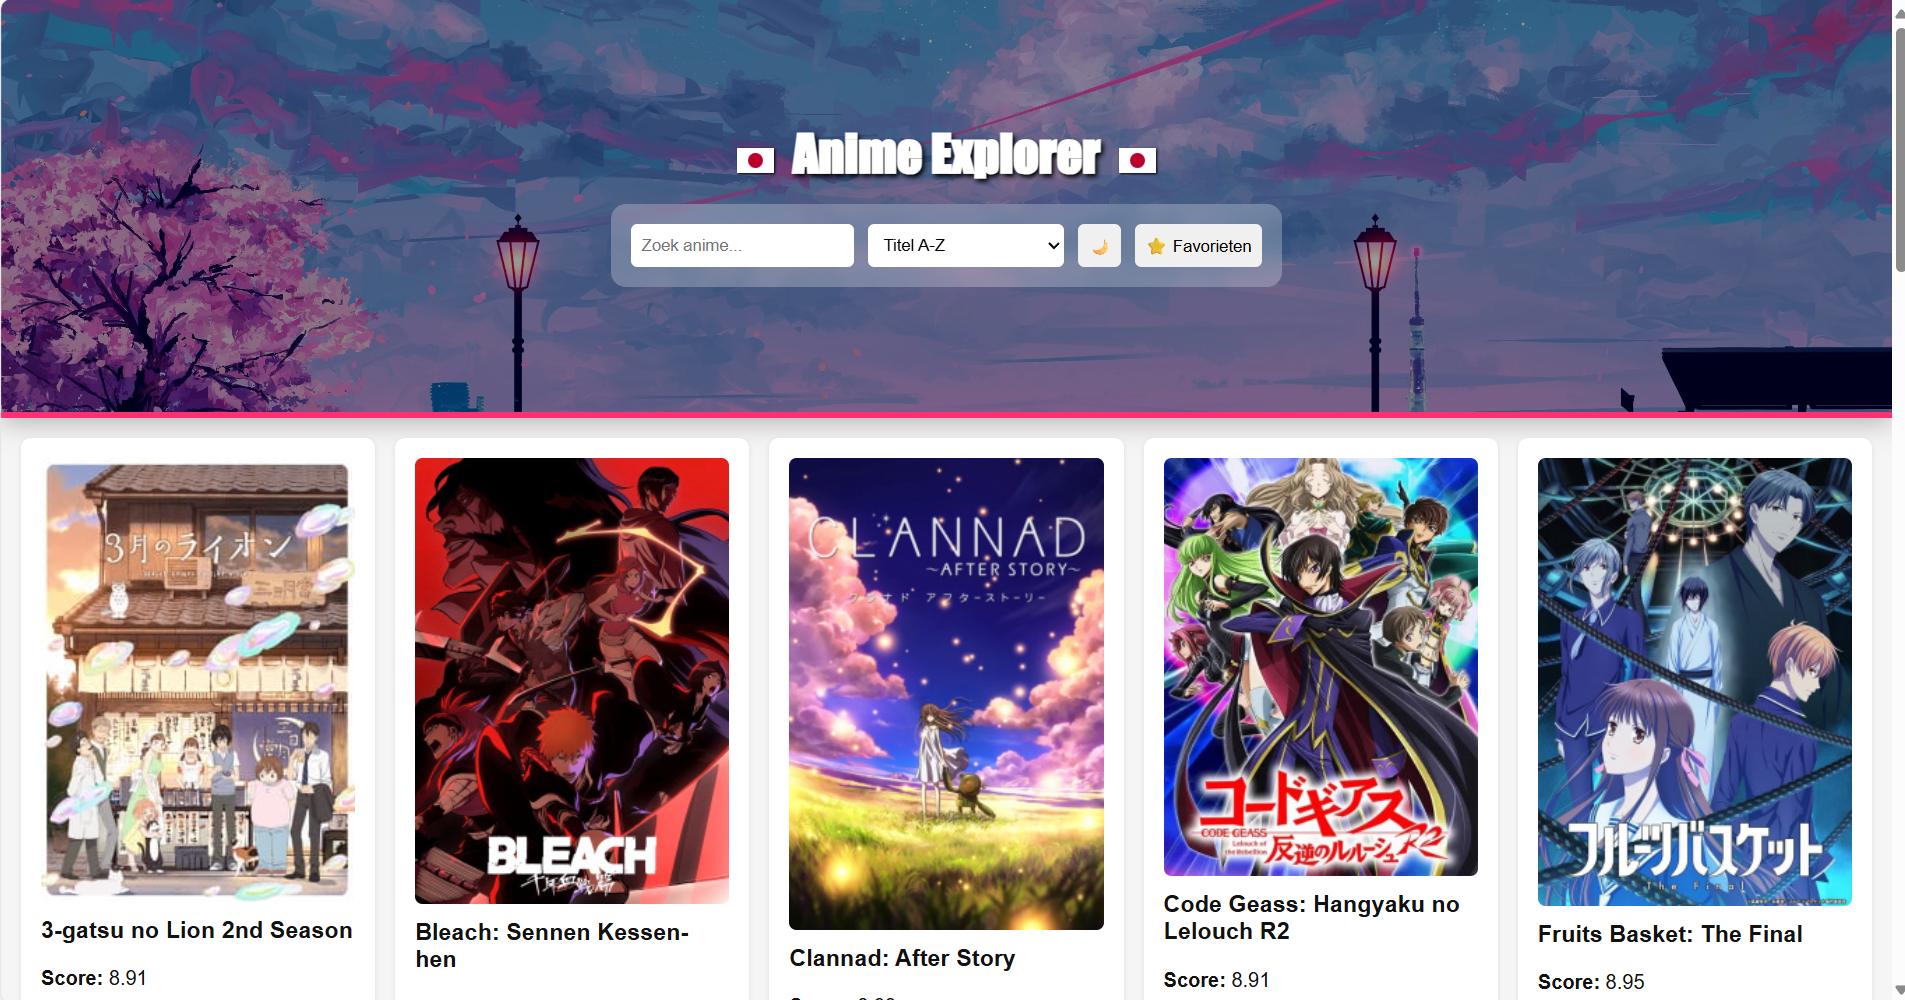 Anime Explorer
Zoek anime...
Titel A-Z
Favorieten
3月のライオン
CLANNAD
~AFTER STORY~
クラナド アフターストーリー
BLEACH
千年血戦篇
コードギアス
CODE GEASS
Lelouch of
the Rebellion
反逆のルルーシュ
R2
フルーツバスケット
The Final
3-gatsu no Lion 2nd Season
Score: 8.91
Bleach: Sennen Kessen-
hen
Clannad: After Story
Code Geass: Hangyaku no
Lelouch R2
Score: 8.91
Fruits Basket: The Final
Score: 8.95